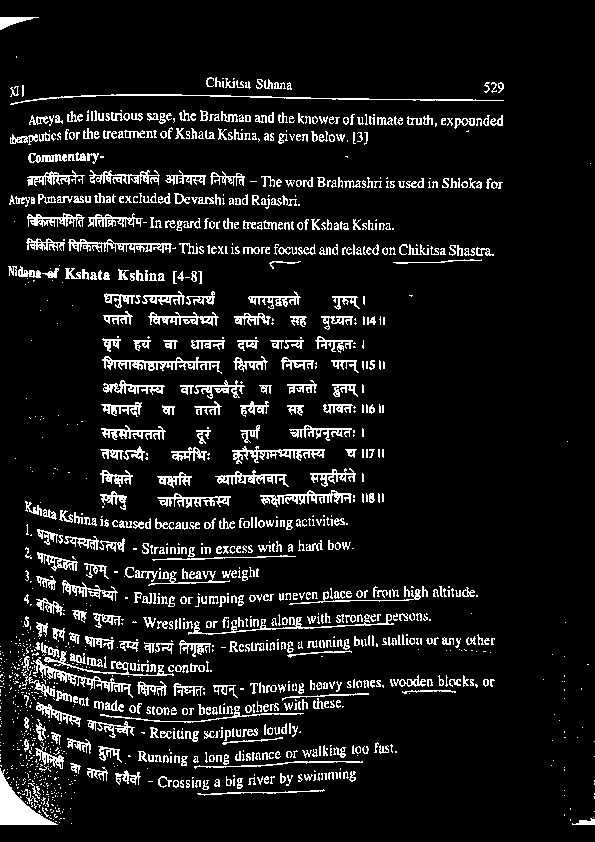 XI]
Chikitsa Sthana
529
Atreya, the illustrious sage, the Brahman and the knower of ultimate truth, expounded
therapeutics for the treatment of Kshata Kshina, as given below. [3]
Commentary-
ब्रह्मर्षिरित्यनेन देवर्षित्वराजर्षित्वे आत्रेयस्य निषेधति – The word Brahmashri is used in Shloka for
Atreya Punarvasu that excluded Devarshi and Rajashri.
चिकित्सार्थमिति प्रतिक्रियार्थम- In regard for the treatment of Kshata Kshina.
चिकित्सितं चिकित्साभिधायकग्रन्थम- This text is more focused and related on Chikitsa Shastra.
Nidana of Kshata Kshina [4-8]
धनुषाऽऽयस्यतोऽत्यर्थं भारमुद्वहतो गुरुम् ।
पततो विषमोच्चेभ्यो बलिभिः सह युध्यतः ।।4।।
वृषं हयं वा धावन्तं दम्यं वाऽन्यं निगृह्णतः ।
शिलाकाष्ठाश्मनिर्घातान् क्षिपतो निघ्नतः परान् ।।5।।
अधीयानस्य वाऽत्युच्चैर्दूरं वा व्रजतो द्रुतम् ।
महानदीं वा तरतो हयैर्वा सह धावतः ।।6।।
सहसोत्पततो दूरं तूर्णं चातिप्रनृत्यतः ।
तथाऽन्यैः कर्मभिः क्रूरैर्भृशमभ्याहतस्य च ।।7।।
विक्षते वक्षसि व्याधिर्बलवान् समुदीर्यते ।
स्त्रीषु चातिप्रसक्तस्य रूक्षाल्पप्रमिताशिनः ।।8।।
Kshata Kshina is caused because of the following activities.
1. धनुषाऽऽयस्यतोऽत्यर्थं - Straining in excess with a hard bow.
2. भारमुद्वहतो गुरुम् - Carrying heavy weight
3. पततो विषमोच्चेभ्यो - Falling or jumping over uneven place or from high altitude.
4. बलिभिः सह युध्यतः - Wrestling or fighting along with stronger persons.
5. वृषं हयं वा धावन्तं दम्यं वाऽन्यं निगृह्णतः - Restraining a running bull, stallion or any other
strong animal requiring control.
6. शिलाकाष्ठाश्मनिर्घातान् क्षिपतो निघ्नतः परान् - Throwing heavy stones, wooden blocks, or
equipment made of stone or beating others with these.
7. अधीयानस्य वाऽत्युच्चैर - Reciting scriptures loudly.
8. दूरं वा व्रजतो द्रुतम् - Running a long distance or walking too fast.
9. महानदीं वा तरतो हयैर्वा - Crossing a big river by swimming